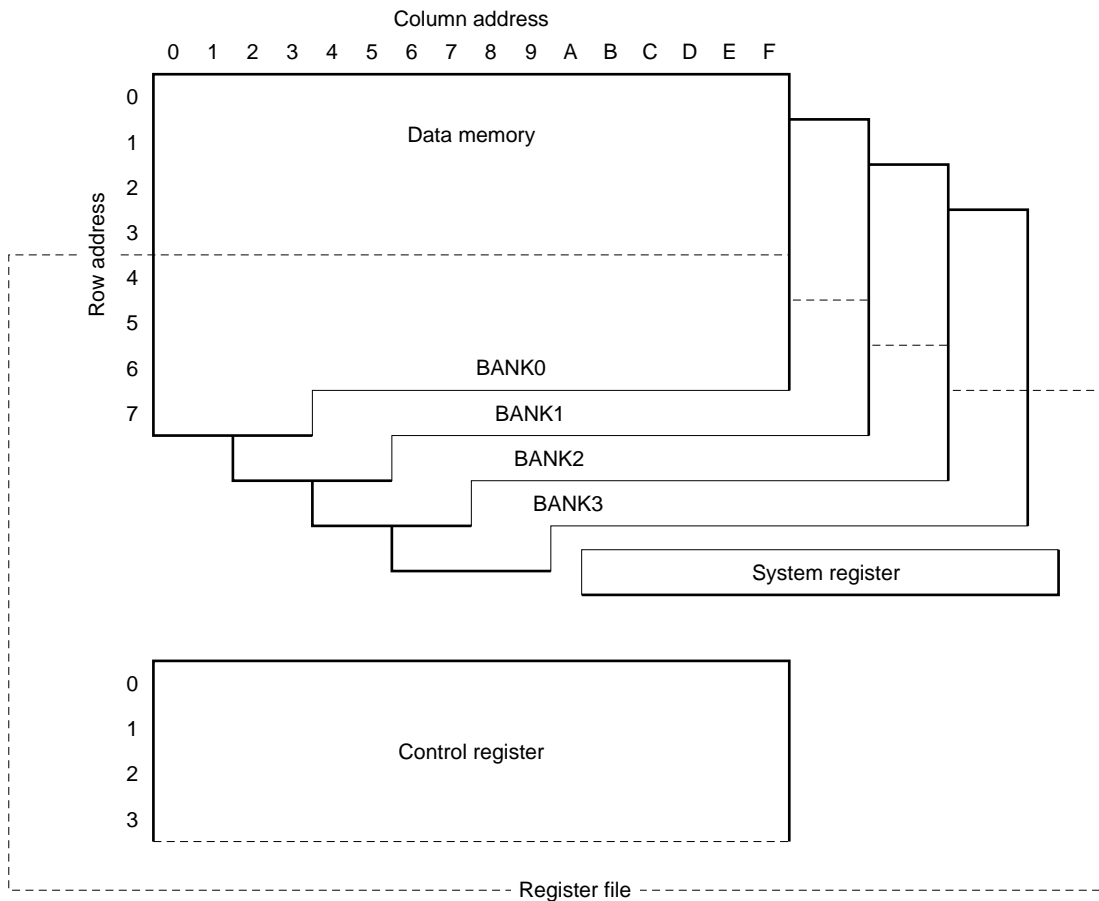 Column address
0 1 2 3 4 5 6 7 8 9 A B C D E F
0
Data memory
1
2
3
Row address
4
5
6
BANK0
7
BANK1
BANK2
BANK3
System register
0
1
Control register
2
3
Register file